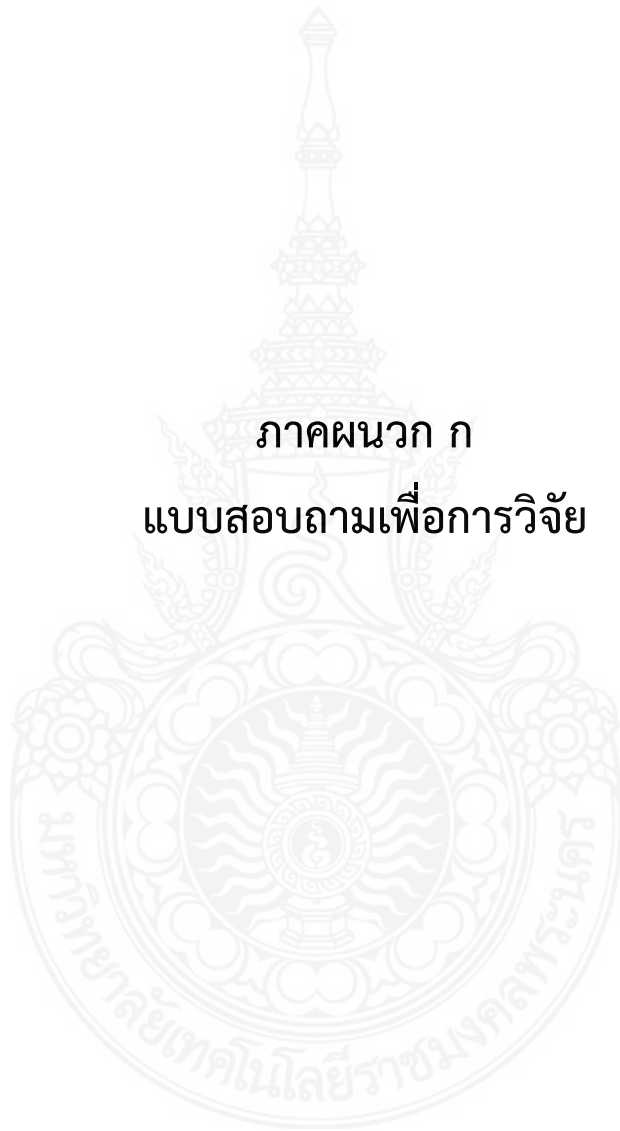 ภาคผนวก ก
แบบสอบถามเพื่อการวิจัย
มหาวิทยาลัยเทคโนโลยีราชมงคลพระนคร